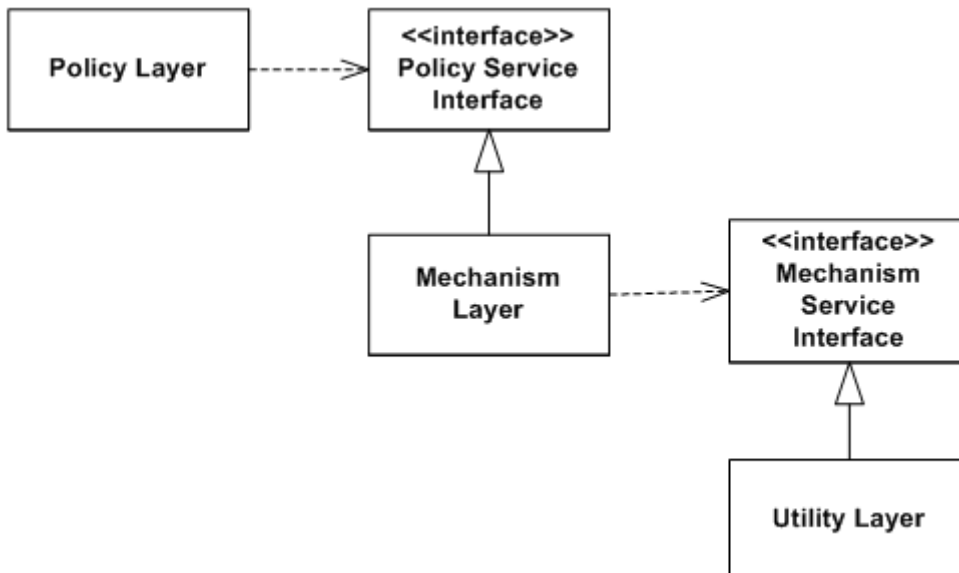 Policy Layer
<<interface>>
Policy Service
Interface
Mechanism
Layer
<<interface>>
Mechanism
Service
Interface
Utility Layer